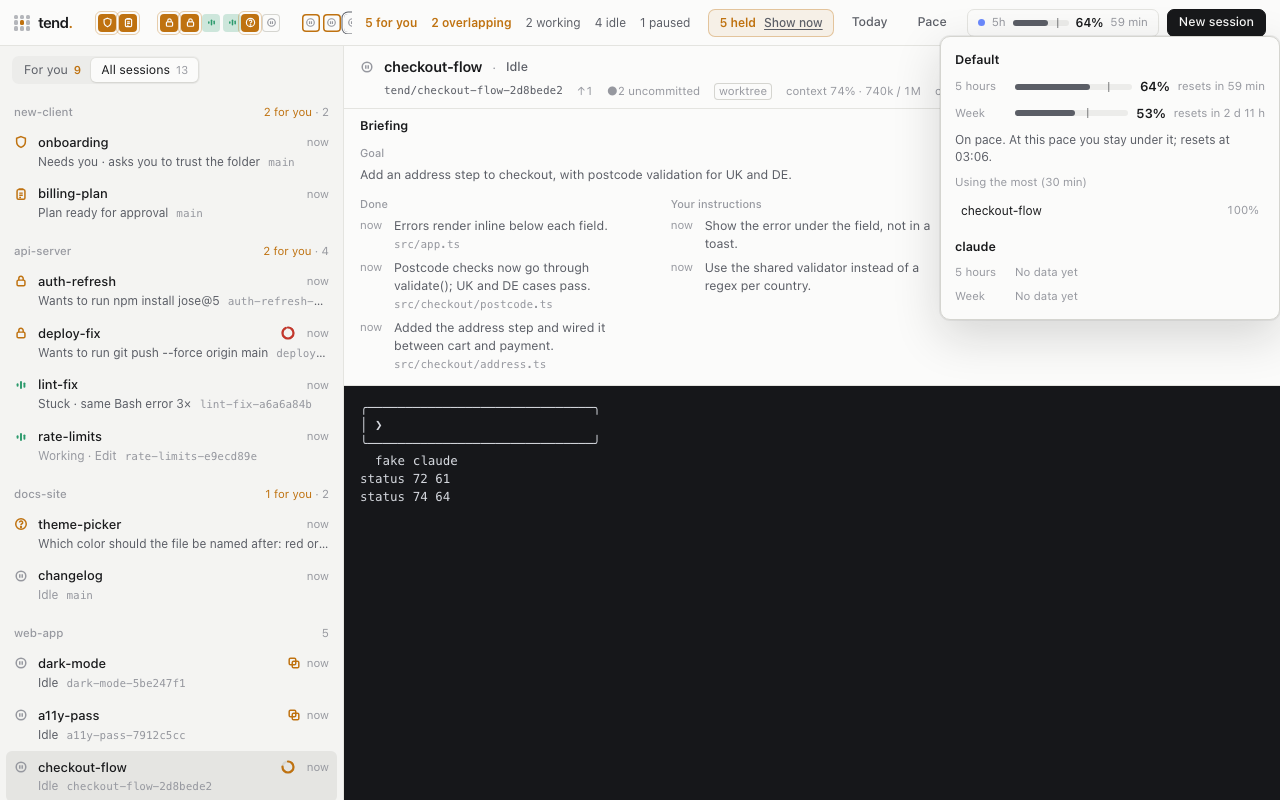 tend.
5 for you 2 overlapping 2 working 4 idle 1 paused
5 held Show now
Today Pace
5h 64% 59 min
New session
For you 9 All sessions 13
new-client 2 for you · 2
onboarding now
Needs you · asks you to trust the folder main
billing-plan now
Plan ready for approval main
api-server 2 for you · 4
auth-refresh now
Wants to run npm install jose@5 auth-refresh-…
deploy-fix now
Wants to run git push --force origin main deploy…
lint-fix now
Stuck · same Bash error 3× lint-fix-a6a6a84b
rate-limits now
Working · Edit rate-limits-e9ecd89e
docs-site 1 for you · 2
theme-picker now
Which color should the file be named after: red or…
changelog now
Idle main
web-app 5
dark-mode now
Idle dark-mode-5be247f1
a11y-pass now
Idle a11y-pass-7912c5cc
checkout-flow now
Idle checkout-flow-2d8bede2
checkout-flow · Idle
tend/checkout-flow-2d8bede2 ↑1 ●2 uncommitted worktree context 74% · 740k / 1M
Briefing
Goal
Add an address step to checkout, with postcode validation for UK and DE.
Done
now Errors render inline below each field.
src/app.ts
now Postcode checks now go through
validate(); UK and DE cases pass.
src/checkout/postcode.ts
now Added the address step and wired it
between cart and payment.
src/checkout/address.ts
Your instructions
now Show the error under the field, not in a
toast.
now Use the shared validator instead of a
regex per country.
Default
5 hours 64% resets in 59 min
Week 53% resets in 2 d 11 h
On pace. At this pace you stay under it; resets at
03:06.
Using the most (30 min)
checkout-flow 100%
claude
5 hours No data yet
Week No data yet
❯
fake claude
status 72 61
status 74 64